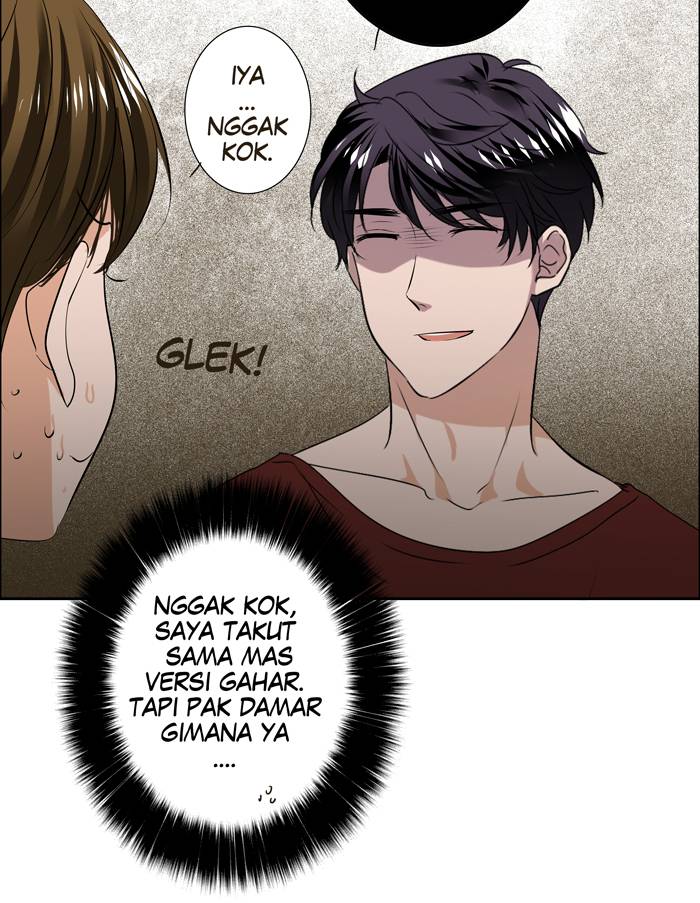 IYA
...
NGGAK
KOK.
GLEK!
NGGAK KOK,
SAYA TAKUT
SAMA MAS
VERSI GAHAR.
TAPI PAK DAMAR
GIMANA YA
....